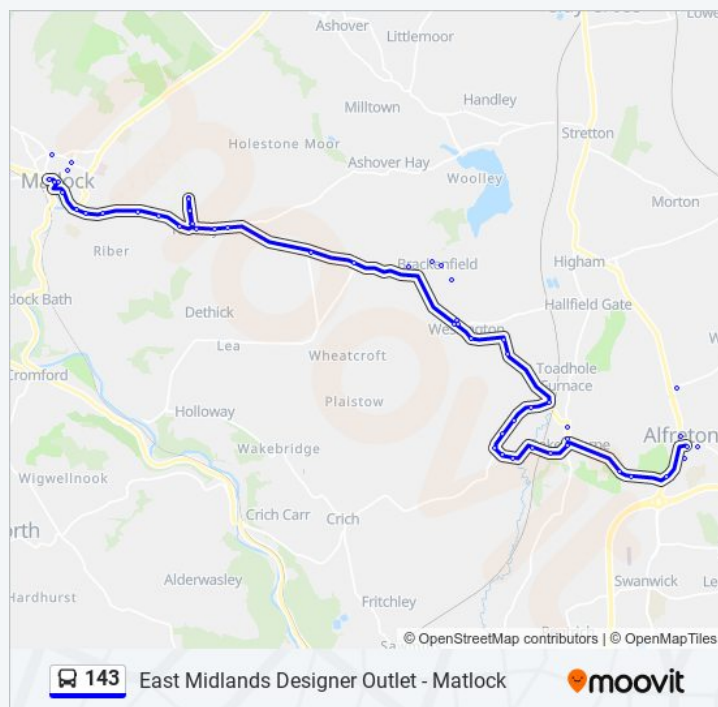 Ashover
Littlemoor
Handley
Milltown
Stretton
Holestone Moor
Ashover Hay
Woolley
Matlock
Morton
Riber
Brackenfield
Higham
Hallfield Gate
Dethick
Lea
Wheatcroft
Toadhole
Furnace
Cromford
Plaistow
Holloway
Alfreton
Wakebridge
Wigwellnook
Crich Carr
Crich
Alderwasley
Swanwick
Hardhurst
Fritchley
© OpenStreetMap contributors | © OpenMapTiles
143 East Midlands Designer Outlet - Matlock
moovit